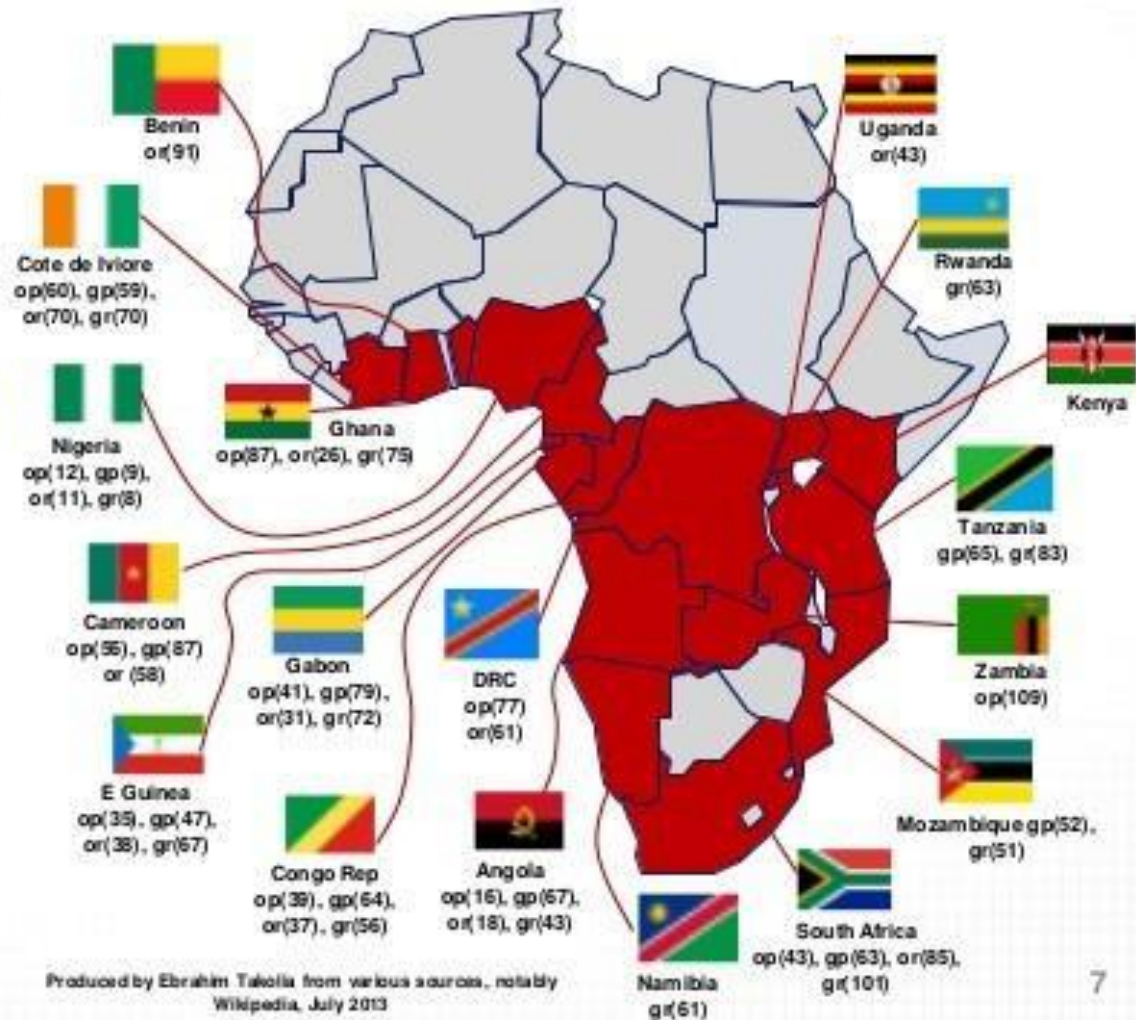 Benin
or(91)
Uganda
or(43)
Cote de Iviore
op(60), gp(59),
or(70), gr(70)
Rwanda
gr(63)
Kenya
Nigeria
op(12), gp(9),
or(11), gr(8)
Ghana
op(87), or(26), gr(75)
Tanzania
gp(65), gr(83)
Cameroon
op(56), gp(87)
or (58)
Gabon
op(41), gp(79),
or(31), gr(72)
DRC
op(77)
or(61)
Zambia
op(109)
E Guinea
op(35), gp(47),
or(38), gr(67)
Congo Rep
op(39), gp(64),
or(37), gr(56)
Angola
op(16), gp(67),
or(18), gr(43)
Mozambique gp(52),
gr(51)
South Africa
op(43), gp(63), or(85),
gr(101)
Namibia
gr(61)
Produced by Ebrahim Takolia from various sources, notably
Wikipedia, July 2013
7